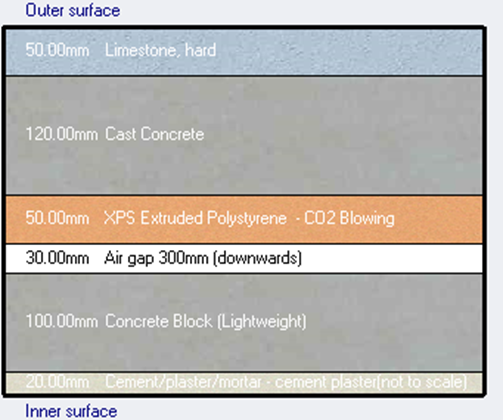 Outer surface
50.00mm Limestone, hard
120.00mm Cast Concrete
50.00mm XPS Extruded Polystyrene - CO2 Blowing
30.00mm Air gap 300mm (downwards)
100.00mm Concrete Block (Lightweight)
20.00mm Cement/plaster/mortar - cement plaster(not to scale)
Inner surface